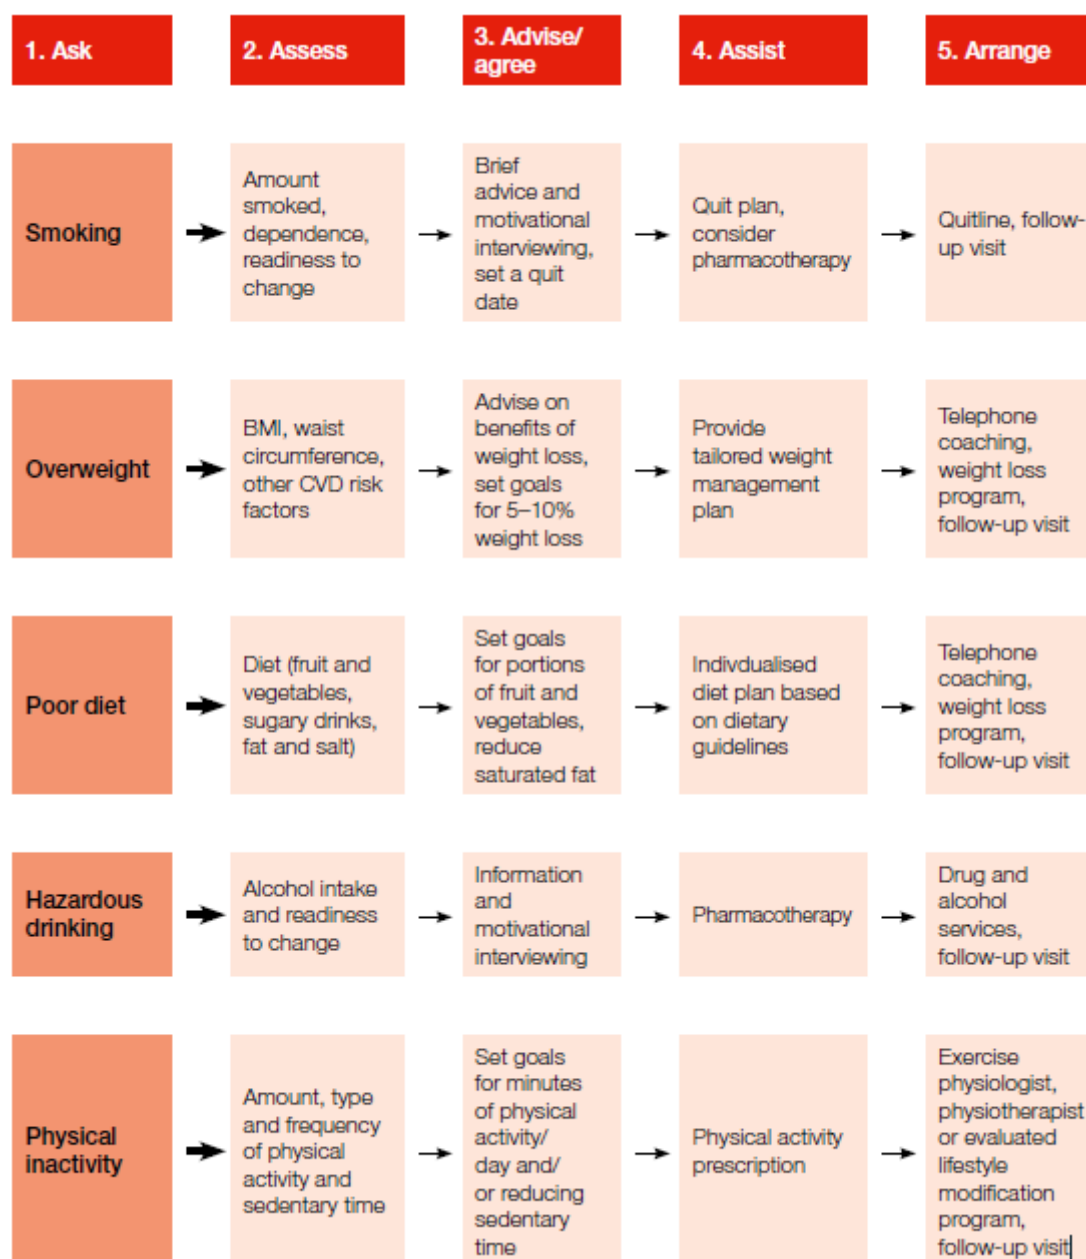 1. Ask
2. Assess
3. Advise/
agree
4. Assist
5. Arrange
Smoking
Amount
smoked,
dependence,
readiness to
change
Brief
advice and
motivational
interviewing,
set a quit
date
Quit plan,
consider
pharmacotherapy
Quitline, follow-
up visit
Overweight
BMI, waist
circumference,
other CVD risk
factors
Advise on
benefits of
weight loss,
set goals
for 5–10%
weight loss
Provide
tailored weight
management
plan
Telephone
coaching,
weight loss
program,
follow-up visit
Poor diet
Diet (fruit and
vegetables,
sugary drinks,
fat and salt)
Set goals
for portions
of fruit and
vegetables,
reduce
saturated fat
Indivdualised
diet plan based
on dietary
guidelines
Telephone
coaching,
weight loss
program,
follow-up visit
Hazardous
drinking
Alcohol intake
and readiness
to change
Information
and
motivational
interviewing
Pharmacotherapy
Drug and
alcohol
services,
follow-up visit
Physical
inactivity
Amount, type
and frequency
of physical
activity and
sedentary time
Set goals
for minutes
of physical
activity/
day and/
or reducing
sedentary
time
Physical activity
prescription
Exercise
physiologist,
physiotherapist
or evaluated
lifestyle
modification
program,
follow-up visit